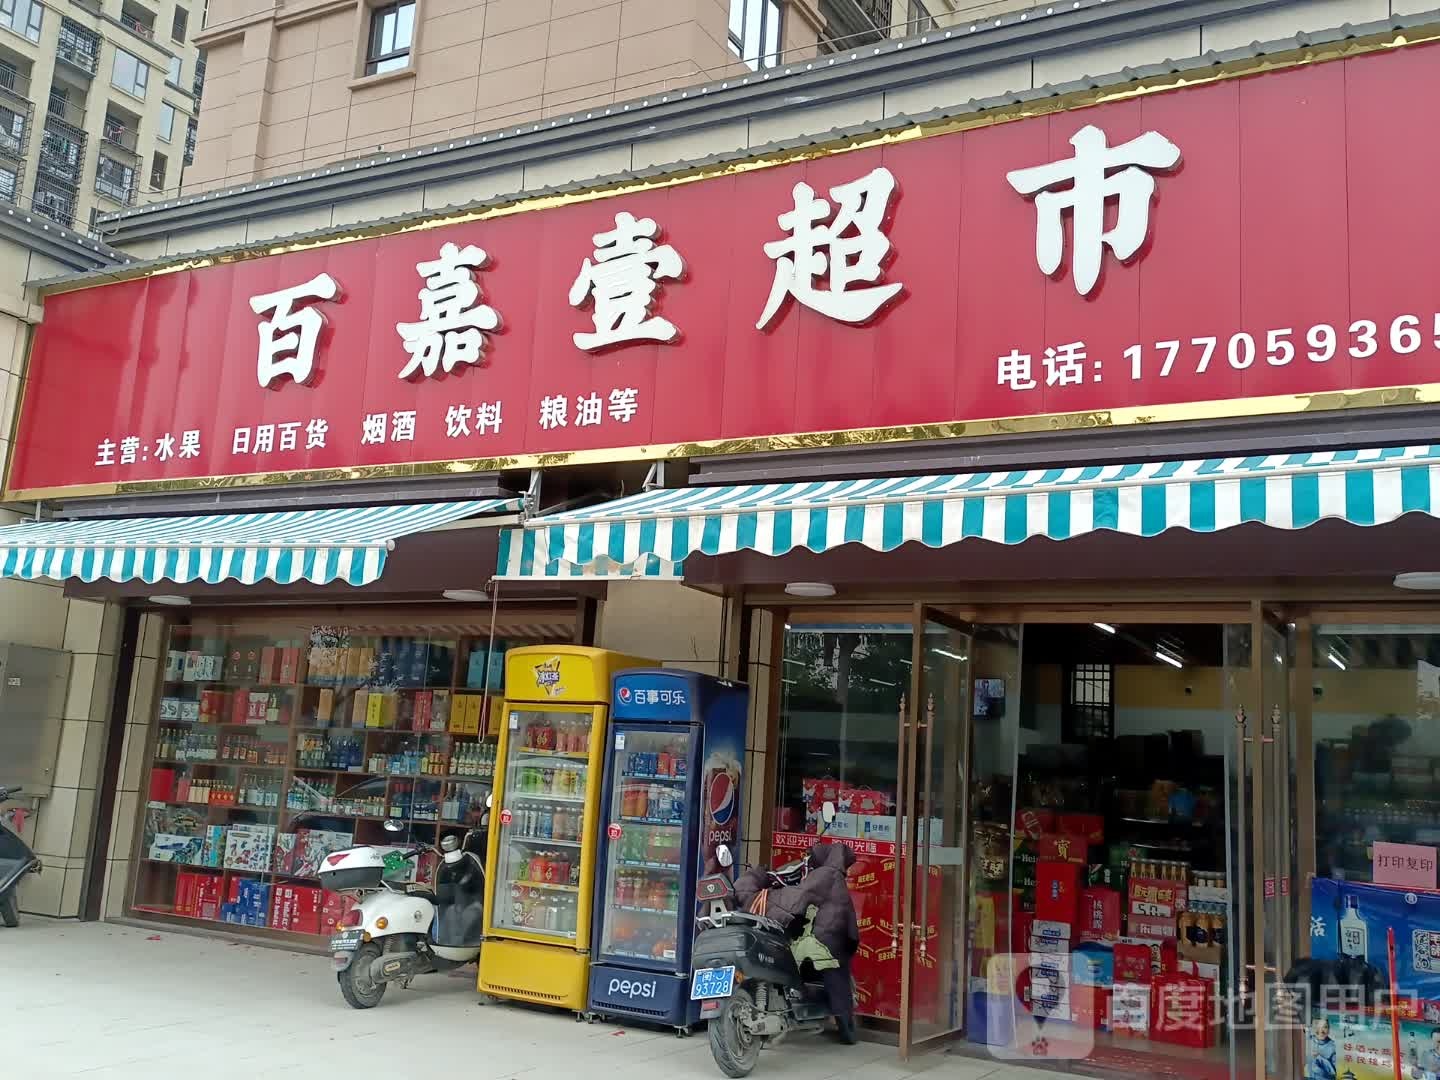 百嘉壹超市
电话: 177059365
主营: 水果 日用百货 烟酒 饮料 粮油等
百事可乐
pepsi
pepsi
欢迎光临
93728
打印复印
百度地图用户